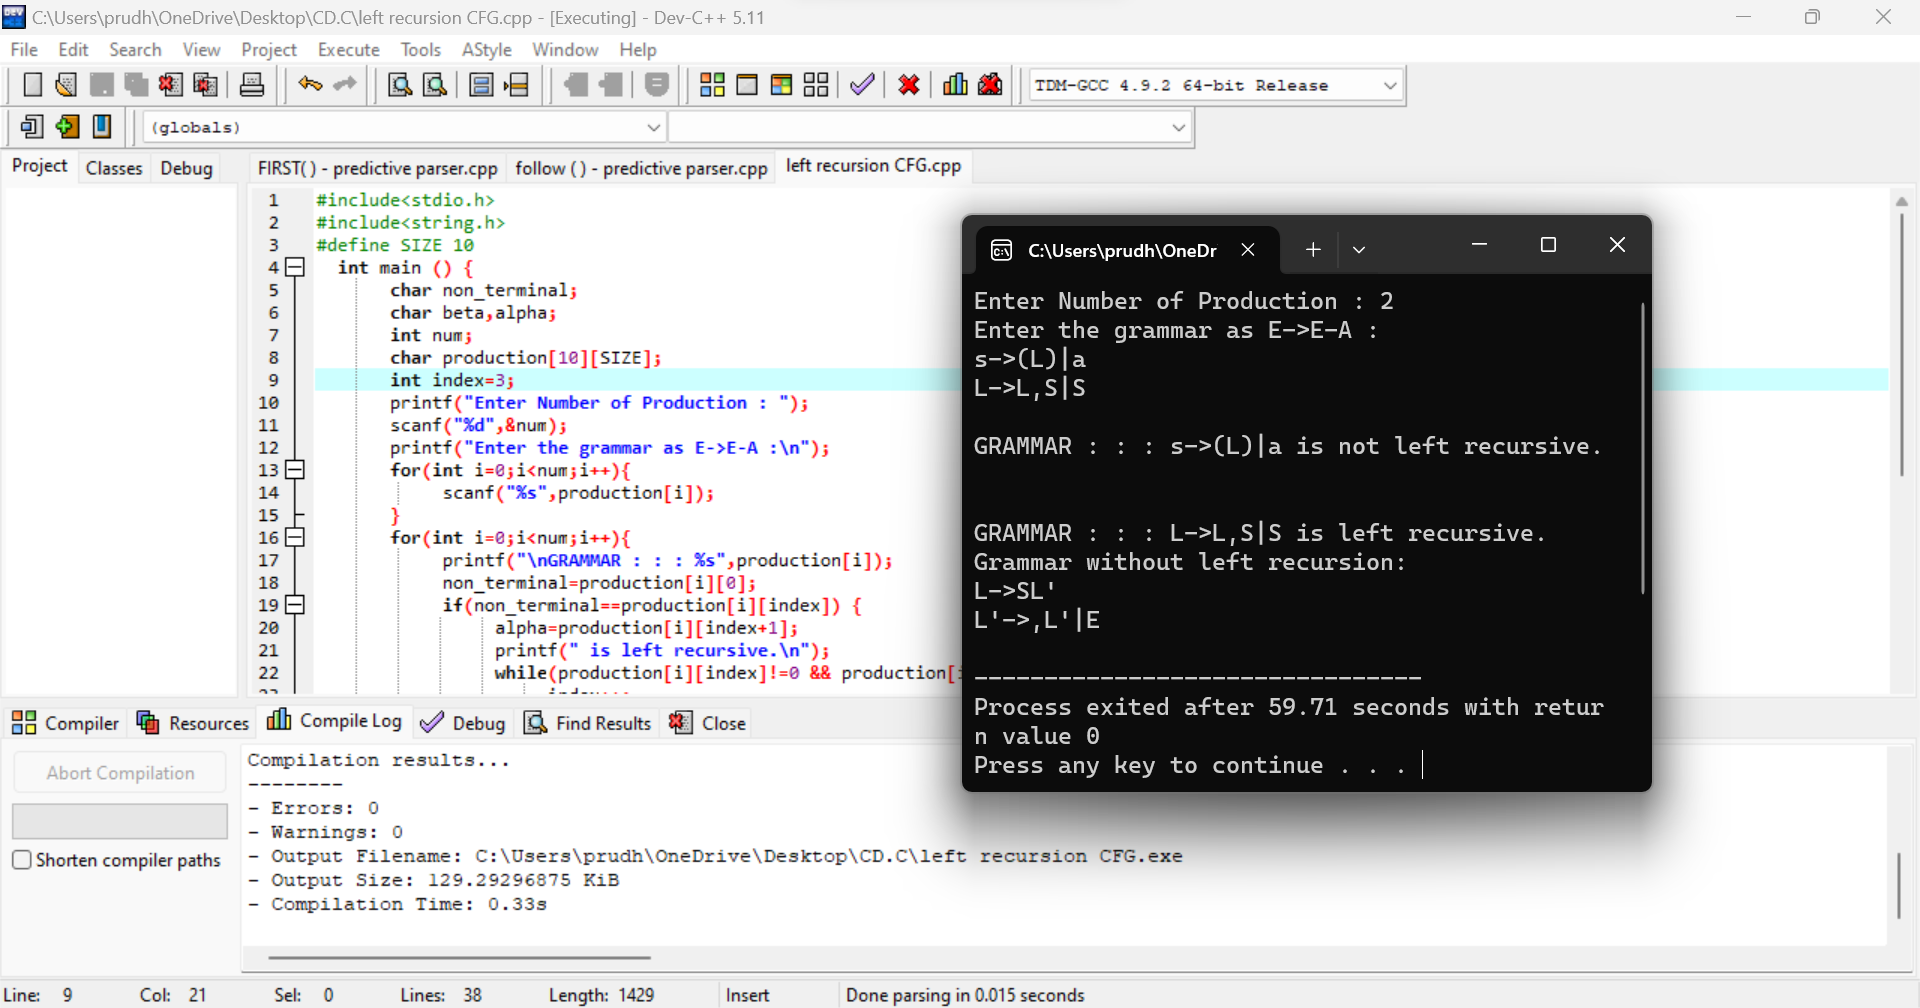 C:\Users\prudh\OneDrive\Desktop\CD.C\left recursion CFG.cpp - [Executing] - Dev-C++ 5.11
File Edit Search View Project Execute Tools AStyle Window Help
TDM-GCC 4.9.2 64-bit Release
(globals)
Project Classes Debug
FIRST( ) - predictive parser.cpp follow ( ) - predictive parser.cpp left recursion CFG.cpp
1 #include<stdio.h>
2 #include<string.h>
3 #define SIZE 10
4 int main () {
5 char non_terminal;
6 char beta,alpha;
7 int num;
8 char production[10][SIZE];
9 int index=3;
10 printf("Enter Number of Production : ");
11 scanf("%d",&num);
12 printf("Enter the grammar as E->E-A :\n");
13 for(int i=0;i<num;i++){
14 scanf("%s",production[i]);
15 }
16 for(int i=0;i<num;i++){
17 printf("\nGRAMMAR : : : %s",production[i]);
18 non_terminal=production[i][0];
19 if(non_terminal==production[i][index]) {
20 alpha=production[i][index+1];
21 printf(" is left recursive.\n");
22 while(production[i][index]!=0 && production[
C:\Users\prudh\OneDr
Enter Number of Production : 2
Enter the grammar as E->E-A :
s->(L)|a
L->L,S|S
GRAMMAR : : : s->(L)|a is not left recursive.
GRAMMAR : : : L->L,S|S is left recursive.
Grammar without left recursion:
L->SL'
L'->,L'|E
--------------------------------
Process exited after 59.71 seconds with retur
n value 0
Press any key to continue . . .
Compiler Resources Compile Log Debug Find Results Close
Abort Compilation
Shorten compiler paths
Compilation results...
--------
- Errors: 0
- Warnings: 0
- Output Filename: C:\Users\prudh\OneDrive\Desktop\CD.C\left recursion CFG.exe
- Output Size: 129.29296875 KiB
- Compilation Time: 0.33s
Line: 9 Col: 21 Sel: 0 Lines: 38 Length: 1429 Insert Done parsing in 0.015 seconds